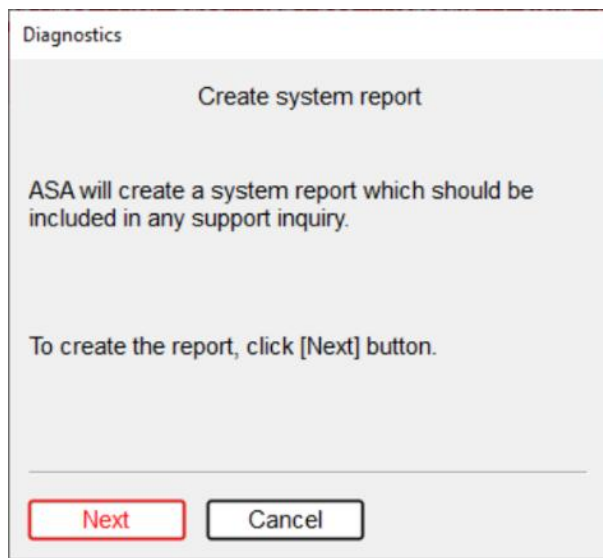 Diagnostics
Create system report
ASA will create a system report which should be
included in any support inquiry.
To create the report, click [Next] button.
Next
Cancel